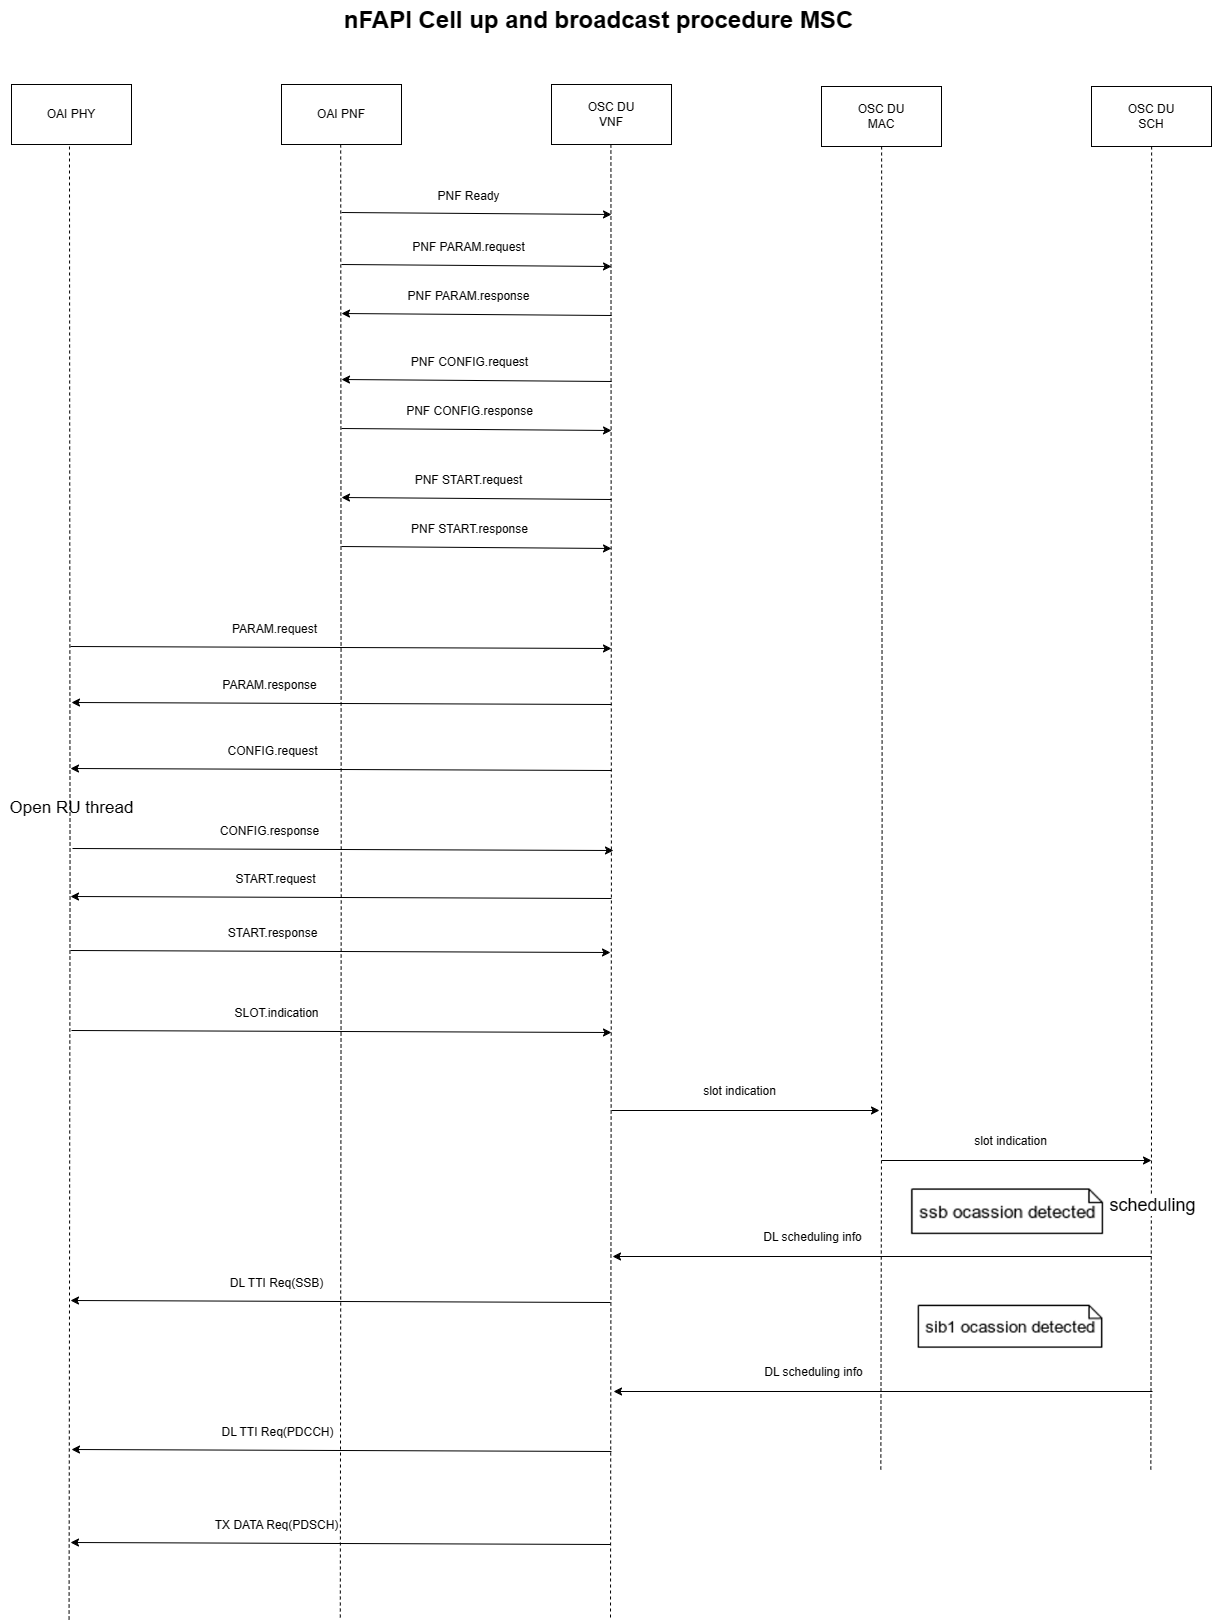 nFAPI Cell up and broadcast procedure MSC
OAI PHY
OAI PNF
OSC DU
VNF
OSC DU
MAC
OSC DU
SCH
PNF Ready
PNF PARAM.request
PNF PARAM.response
PNF CONFIG.request
PNF CONFIG.response
PNF START.request
PNF START.response
PARAM.request
PARAM.response
CONFIG.request
Open RU thread
CONFIG.response
START.request
START.response
SLOT.indication
slot indication
slot indication
ssb ocassion detected
scheduling
DL scheduling info
DL TTI Req(SSB)
sib1 ocassion detected
DL scheduling info
DL TTI Req(PDCCH)
TX DATA Req(PDSCH)